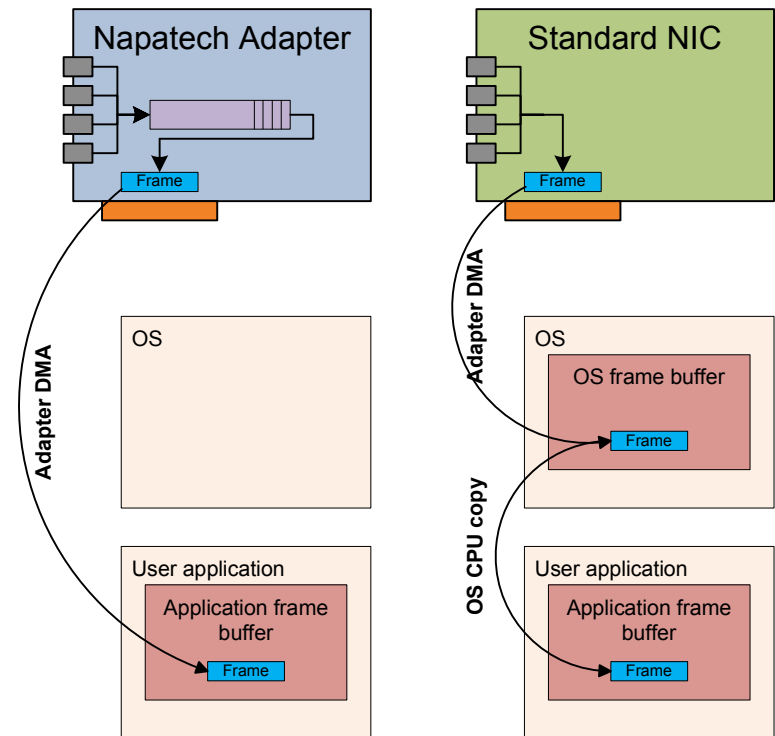 Napatech Adapter
Frame
Adapter DMA
OS
User application
Application frame
buffer
Frame
Standard NIC
Frame
Adapter DMA
OS
OS frame buffer
Frame
OS CPU copy
User application
Application frame
buffer
Frame